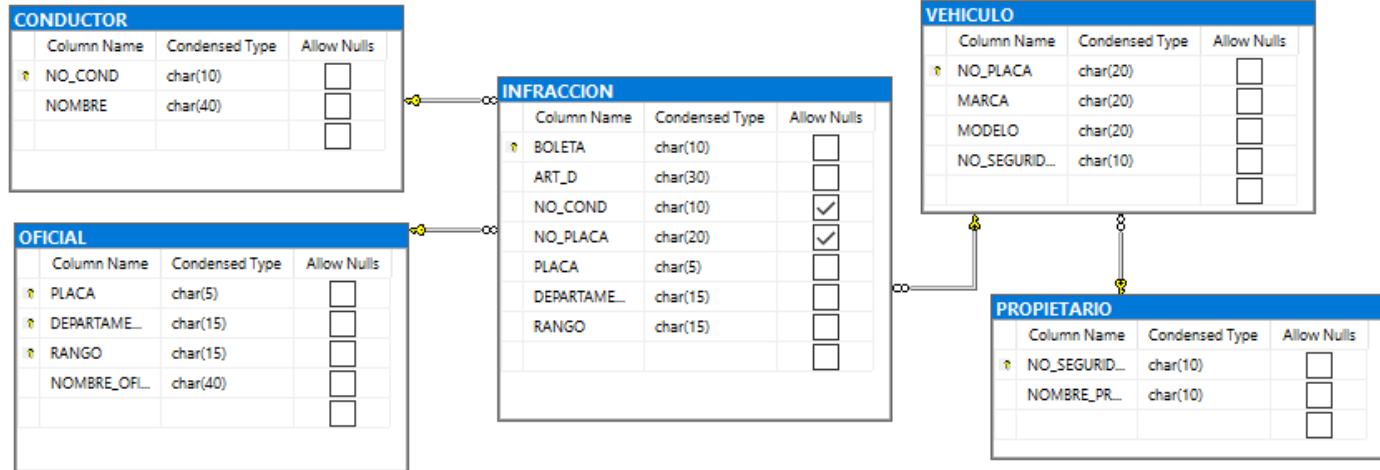 CONDUCTOR
Column Name Condensed Type Allow Nulls
NO_COND char(10)
NOMBRE char(40)
OFICIAL
Column Name Condensed Type Allow Nulls
PLACA char(5)
DEPARTAME... char(15)
RANGO char(15)
NOMBRE_OFI... char(40)
INFRACCION
Column Name Condensed Type Allow Nulls
BOLETA char(10)
ART_D char(30)
NO_COND char(10)
NO_PLACA char(20)
PLACA char(5)
DEPARTAME... char(15)
RANGO char(15)
VEHICULO
Column Name Condensed Type Allow Nulls
NO_PLACA char(20)
MARCA char(20)
MODELO char(20)
NO_SEGURID... char(10)
PROPIETARIO
Column Name Condensed Type Allow Nulls
NO_SEGURID... char(10)
NOMBRE_PR... char(10)